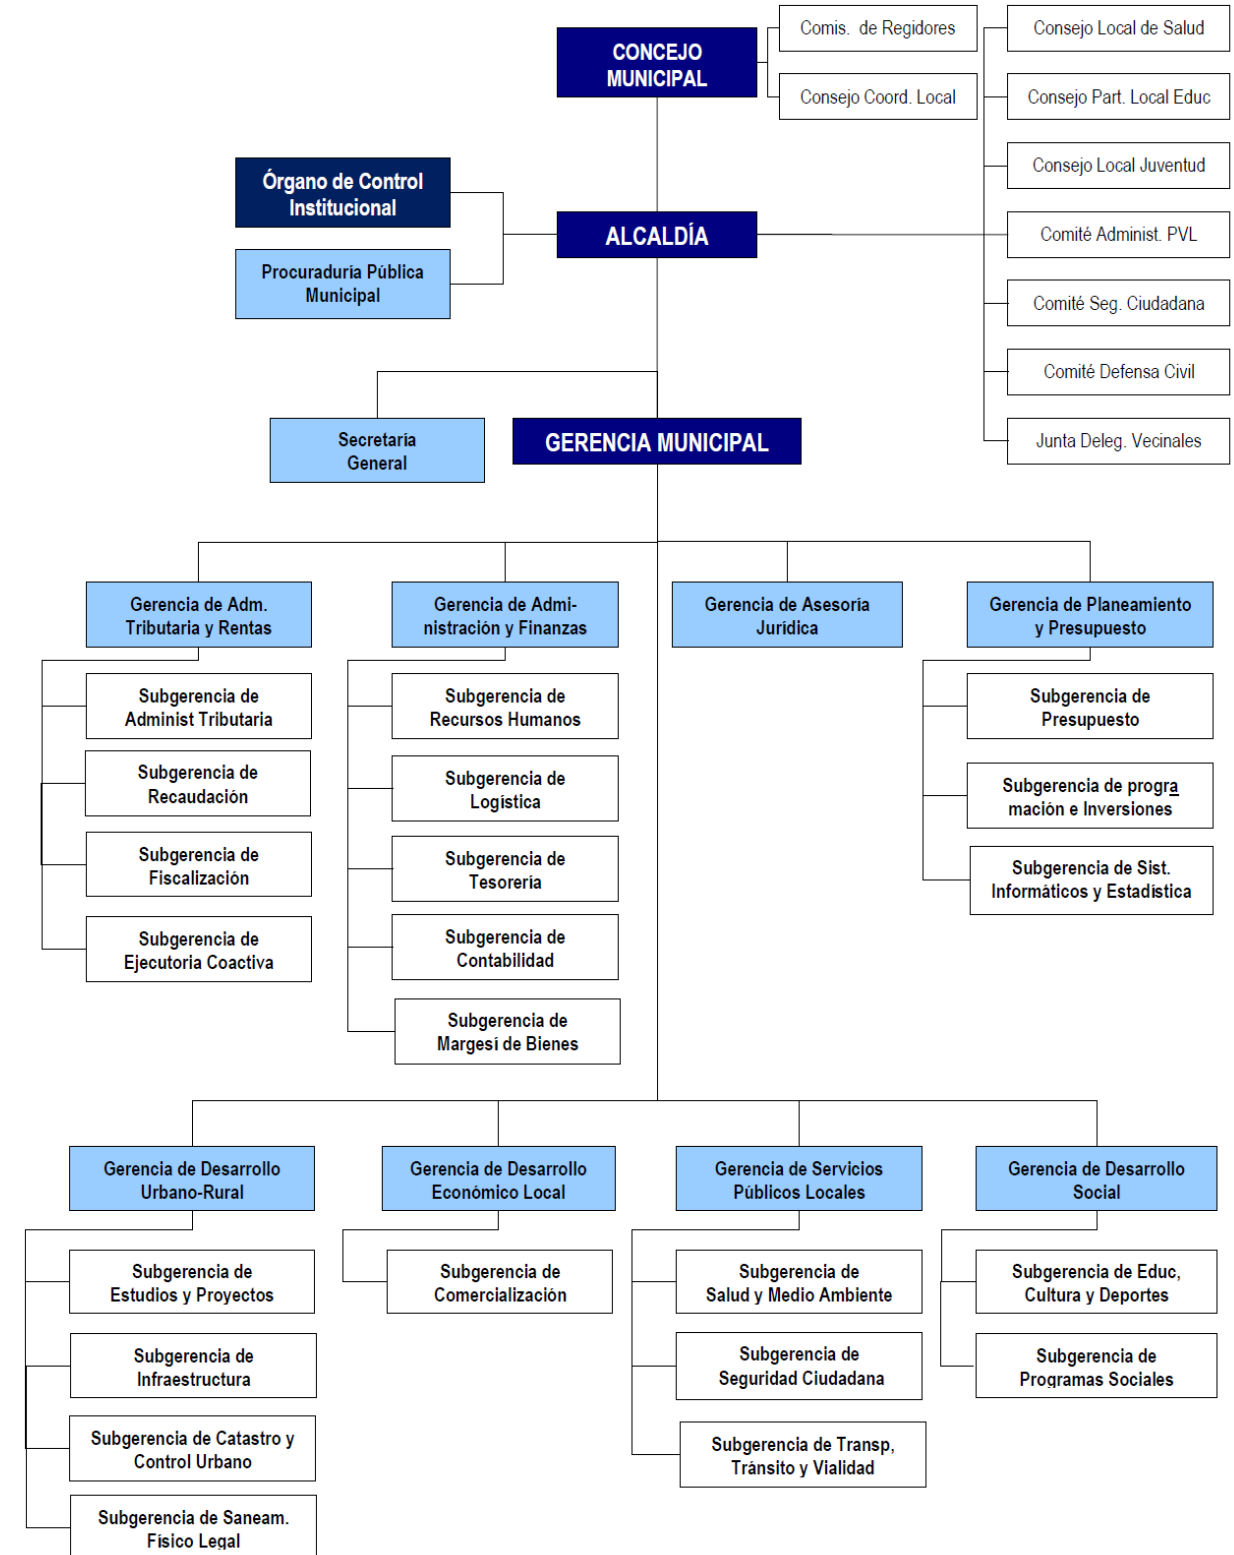 CONCEJO
MUNICIPAL
Comis. de Regidores
Consejo Coord. Local
Consejo Local de Salud
Consejo Part. Local Educ
Consejo Local Juventud
Comité Administ. PVL
Comité Seg. Ciudadana
Comité Defensa Civil
Junta Deleg. Vecinales
Órgano de Control
Institucional
Procuraduría Pública
Municipal
ALCALDÍA
Secretaría
General
GERENCIA MUNICIPAL
Gerencia de Adm.
Tributaria y Rentas
Subgerencia de
Administ Tributaria
Subgerencia de
Recaudación
Subgerencia de
Fiscalización
Subgerencia de
Ejecutoria Coactiva
Gerencia de Admi-
nistración y Finanzas
Subgerencia de
Recursos Humanos
Subgerencia de
Logística
Subgerencia de
Tesorería
Subgerencia de
Contabilidad
Subgerencia de
Margesí de Bienes
Gerencia de Asesoría
Jurídica
Gerencia de Planeamiento
y Presupuesto
Subgerencia de
Presupuesto
Subgerencia de progra
mación e Inversiones
Subgerencia de Sist.
Informáticos y Estadística
Gerencia de Desarrollo
Urbano-Rural
Subgerencia de
Estudios y Proyectos
Subgerencia de
Infraestructura
Subgerencia de Catastro y
Control Urbano
Subgerencia de Saneam.
Físico Legal
Gerencia de Desarrollo
Económico Local
Subgerencia de
Comercialización
Gerencia de Servicios
Públicos Locales
Subgerencia de
Salud y Medio Ambiente
Subgerencia de
Seguridad Ciudadana
Subgerencia de Transp,
Tránsito y Vialidad
Gerencia de Desarrollo
Social
Subgerencia de Educ,
Cultura y Deportes
Subgerencia de
Programas Sociales